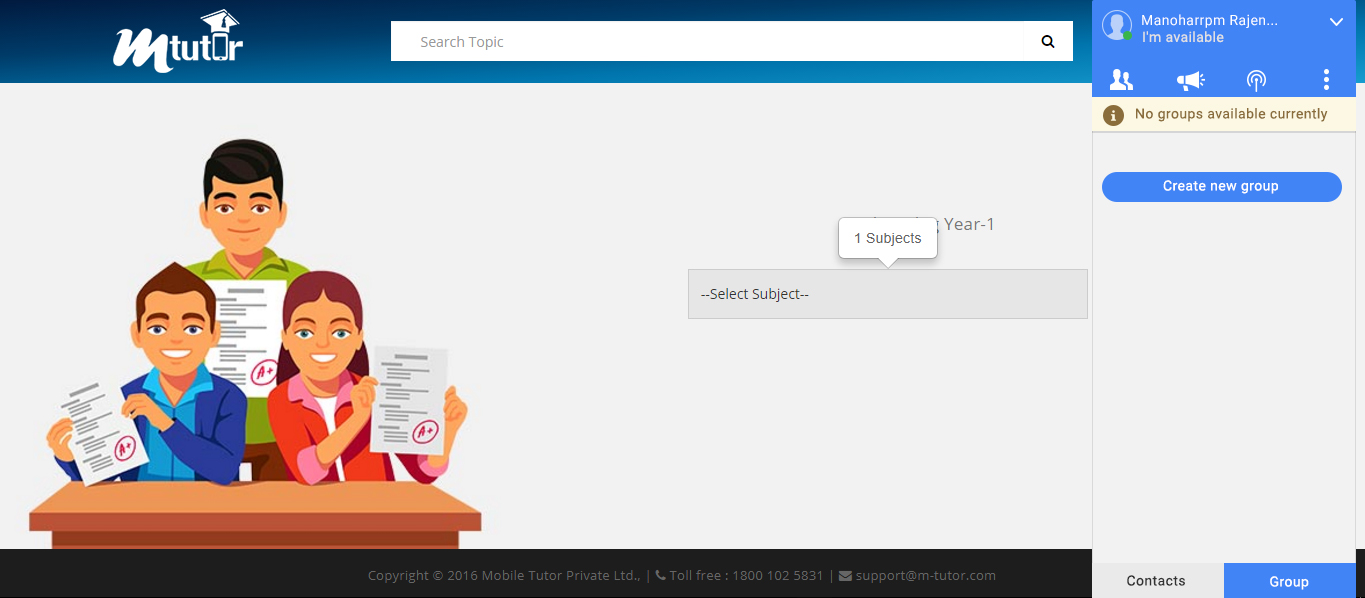 Mtutor
Search Topic
Manoharrpm Rajen...
I'm available
No groups available currently
Create new group
Year-1
1 Subjects
--Select Subject--
A+
A+
A+
Copyright © 2016 Mobile Tutor Private Ltd., | Toll free : 1800 102 5831 | support@m-tutor.com
Contacts
Group